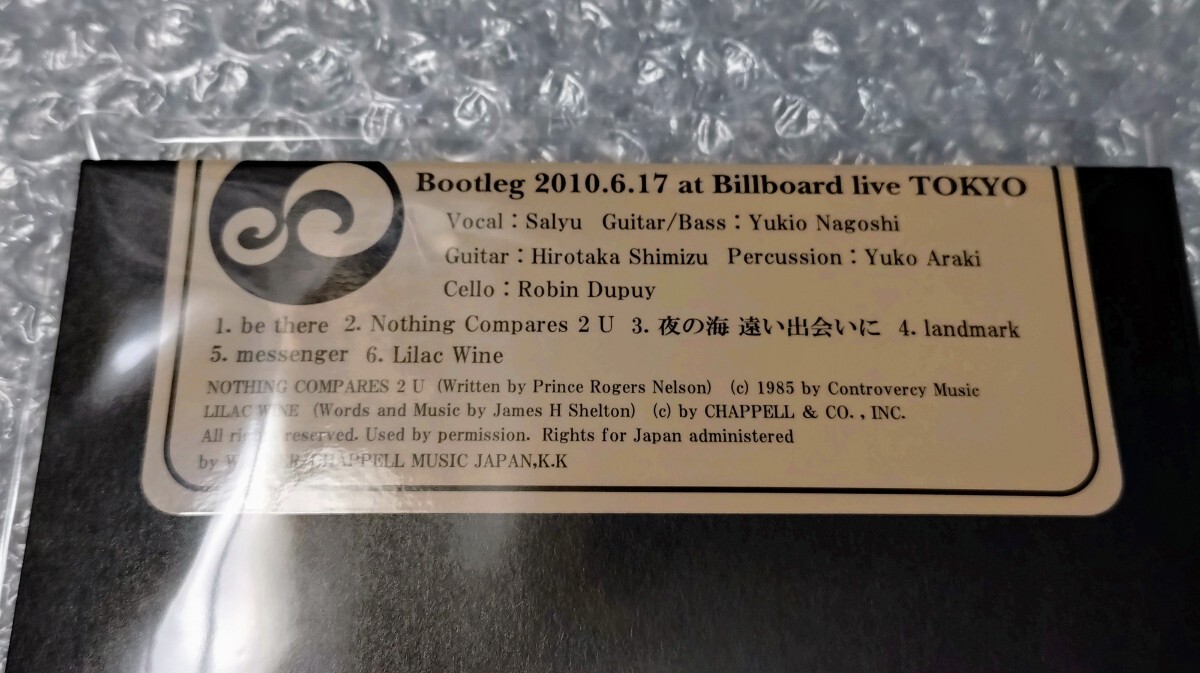 Bootleg 2010.6.17 at Billboard live TOKYO
Vocal：Salyu Guitar/Bass：Yukio Nagoshi
Guitar：Hirotaka Shimizu Percussion：Yuko Araki
Cello：Robin Dupuy
1. be there 2. Nothing Compares 2 U 3. 夜の海 遠い出会いに 4. landmark
5. messenger 6. Lilac Wine
NOTHING COMPARES 2 U (Written by Prince Rogers Nelson) (c) 1985 by Controvercy Music
LILAC WINE (Words and Music by James H Shelton) (c) by CHAPPELL & CO. , INC.
All rights reserved. Used by permission. Rights for Japan administered
by WARNER/CHAPPELL MUSIC JAPAN,K.K